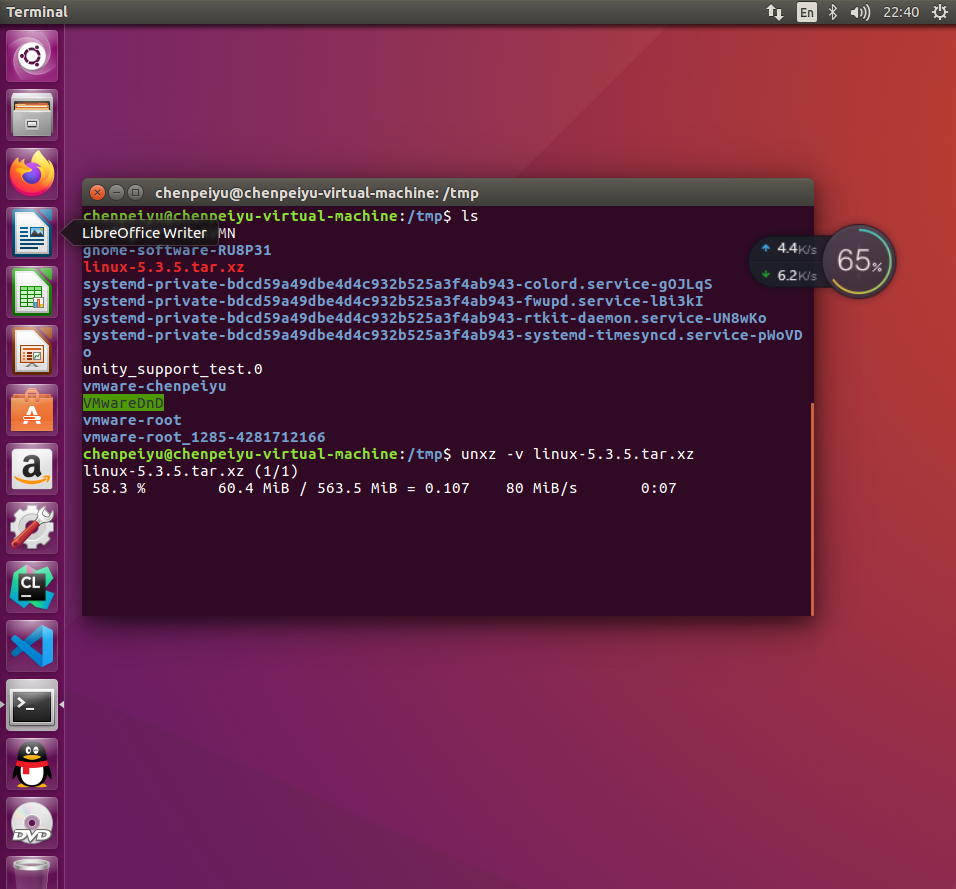 Terminal
En
22:40
chenpeiyu@chenpeiyu-virtual-machine: /tmp
chenpeiyu@chenpeiyu-virtual-machine:/tmp$ ls
LibreOffice Writer MN
gnome-software-RU8P31
linux-5.3.5.tar.xz
systemd-private-bdcd59a49dbe4d4c932b525a3f4ab943-colord.service-gOJLqS
systemd-private-bdcd59a49dbe4d4c932b525a3f4ab943-fwupd.service-lBi3kI
systemd-private-bdcd59a49dbe4d4c932b525a3f4ab943-rtkit-daemon.service-UN8wKo
systemd-private-bdcd59a49dbe4d4c932b525a3f4ab943-systemd-timesyncd.service-pWoVD
o
unity_support_test.0
vmware-chenpeiyu
VMwareDnD
vmware-root
vmware-root_1285-4281712166
chenpeiyu@chenpeiyu-virtual-machine:/tmp$ unxz -v linux-5.3.5.tar.xz
linux-5.3.5.tar.xz (1/1)
58.3 % 60.4 MiB / 563.5 MiB = 0.107 80 MiB/s 0:07
4.4K/s
6.2K/s
65%
A
a
CL
>_
DVD